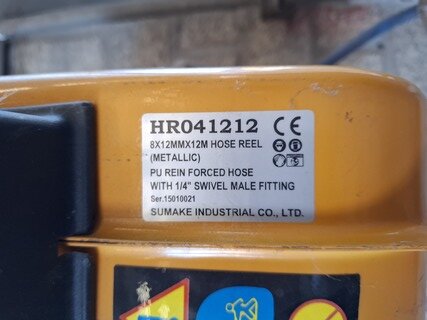 HR041212 CE
8X12MMX12M HOSE REEL
(METALLIC)
PU REIN FORCED HOSE
WITH 1/4" SWIVEL MALE FITTING
Ser.15010021
SUMAKE INDUSTRIAL CO., LTD.